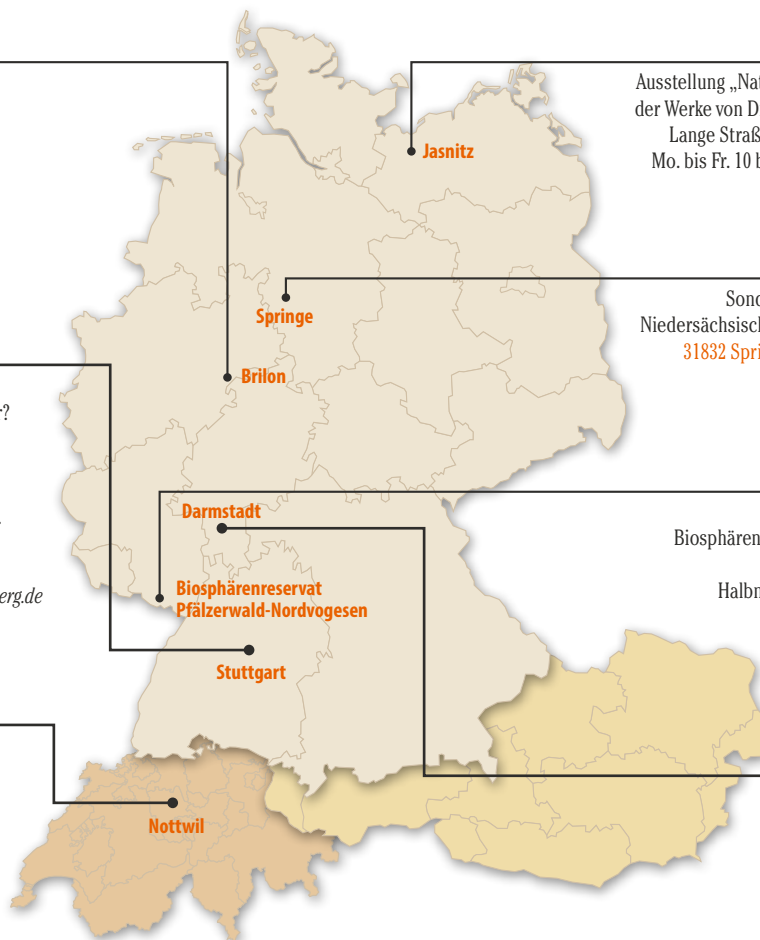 Ausstellung „Nat
der Werke von D
Lange Straß
Mo. bis Fr. 10 b
Jasnitz
Sond
Niedersächsisch
31832 Spri
Springe
Brilon
r?
Darmstadt
Biosphären
Halbn
erg.de
Biosphärenreservat
Pfälzerwald-Nordvogesen
Stuttgart
Nottwil